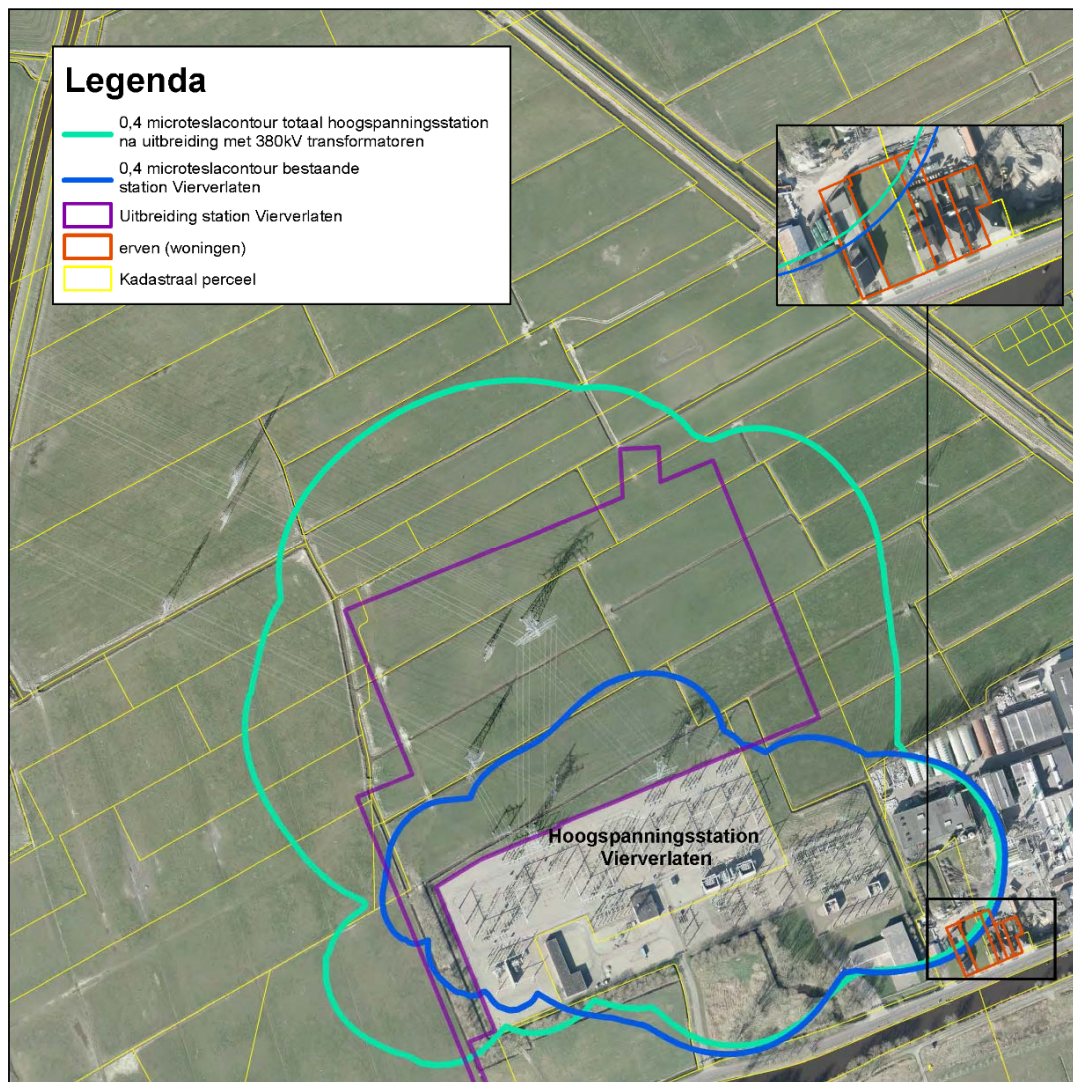 Legenda
0,4 microteslacontour totaal hoogspanningsstation
na uitbreiding met 380kV transformatoren
0,4 microteslacontour bestaande
station Vierverlaten
Uitbreiding station Vierverlaten
erven (woningen)
Kadastraal perceel
Hoogspanningsstation
Vierverlaten